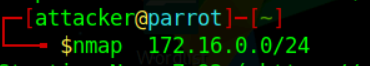 ┌─[attacker@parrot]─[~]
└──╼ $nmap  172.16.0.0/24